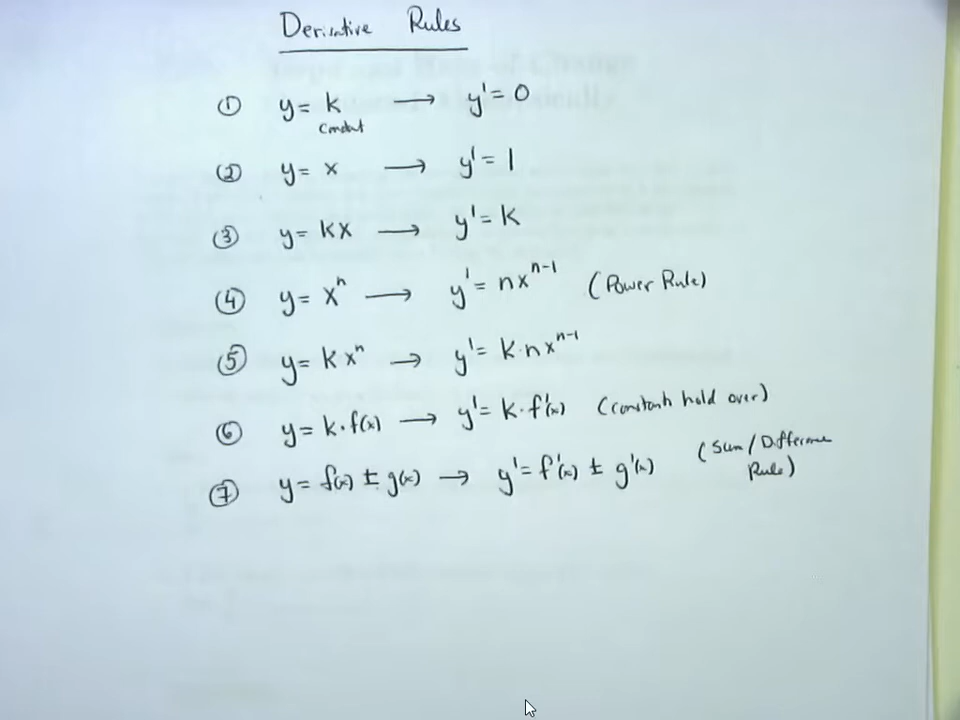 Derivative Rules
① y = k → y' = 0
constant
② y = x → y' = 1
③ y = kx → y' = k
④ y = xⁿ → y' = nxⁿ⁻¹ (Power Rule)
⑤ y = kxⁿ → y' = k·nxⁿ⁻¹
⑥ y = k·f(x) → y' = k·f'(x) (constants hold over)
⑦ y = f(x) ± g(x) → y' = f'(x) ± g'(x) (Sum/Difference
Rule)